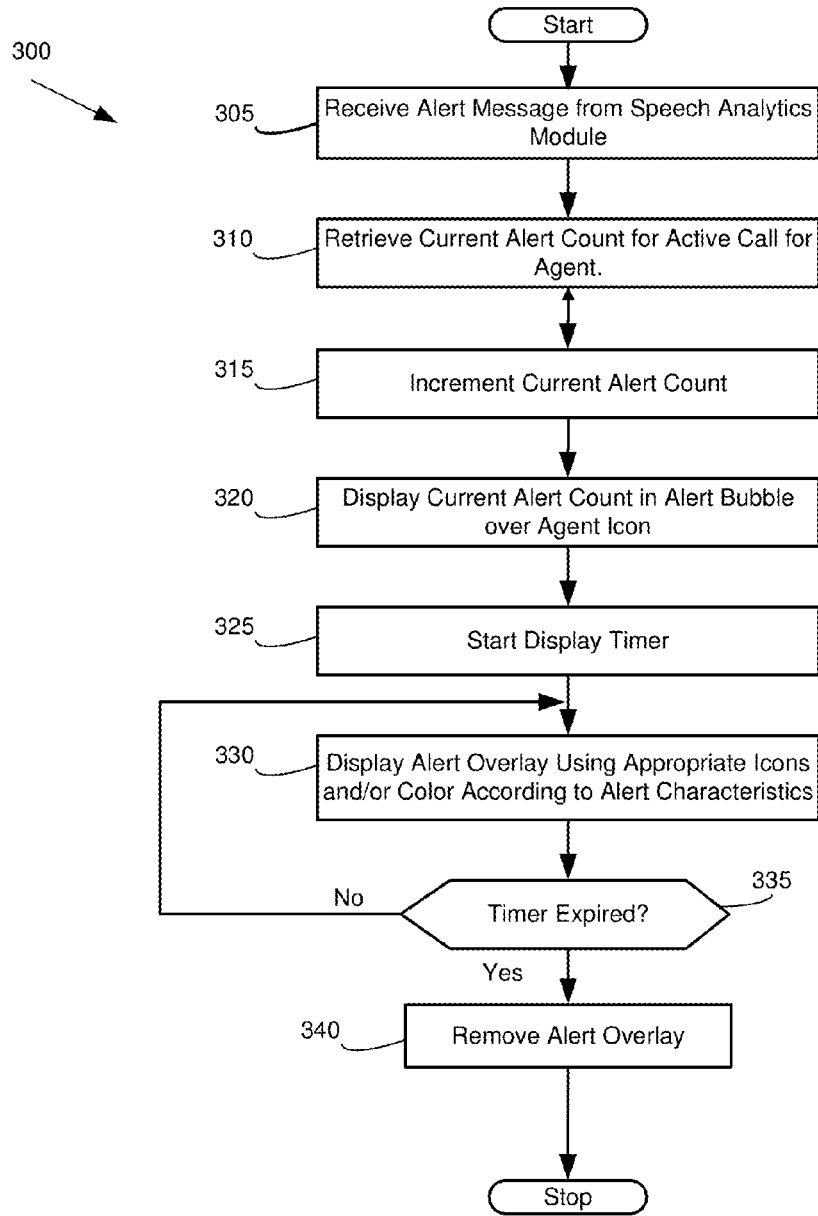 Start
300
305
Receive Alert Message from Speech Analytics
Module
310
Retrieve Current Alert Count for Active Call for
Agent.
315
Increment Current Alert Count
320
Display Current Alert Count in Alert Bubble
over Agent Icon
325
Start Display Timer
330
Display Alert Overlay Using Appropriate Icons
and/or Color According to Alert Characteristics
No
Timer Expired?
335
Yes
340
Remove Alert Overlay
Stop